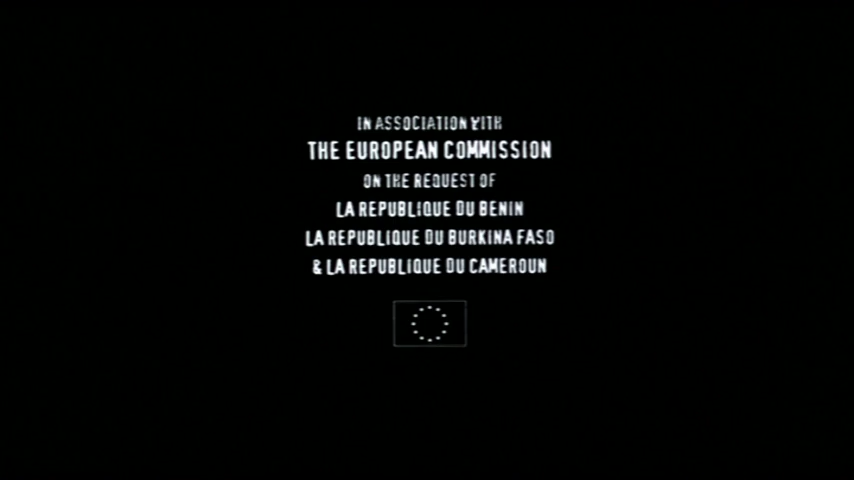 IN ASSOCIATION WITH
THE EUROPEAN COMMISSION
ON THE REQUEST OF
LA REPUBLIQUE DU BENIN
LA REPUBLIQUE DU BURKINA FASO
& LA REPUBLIQUE DU CAMEROUN